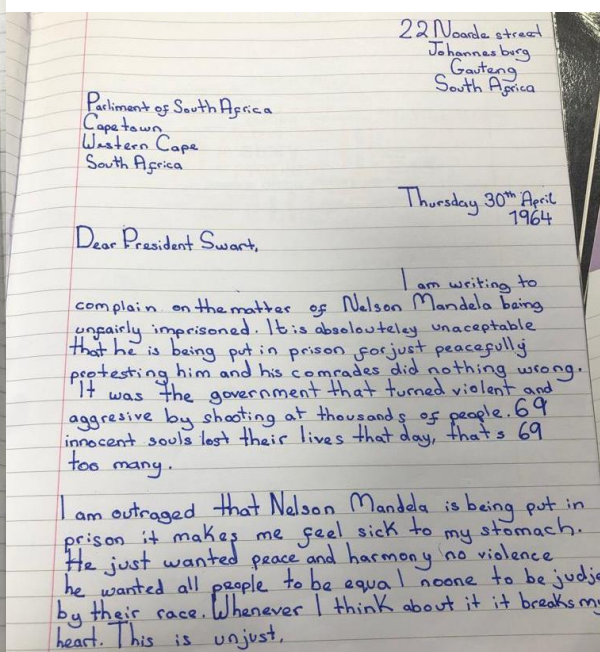 22 Noarde street
Johannesburg
Gauteng
South Africa
Parliment of South Africa
Cape town
Western Cape
South Africa
Thursday 30th April
1964
Dear President Swart,
I am writing to
complain on the matter of Nelson Mandela being
unfairly imprisoned. It is absolouteley unaceptable
that he is being put in prison for just peacefully
protesting him and his comrades did nothing wrong.
It was the government that turned violent and
aggresive by shooting at thousands of people. 69
innocent souls lost their lives that day, that's 69
too many.
I am outraged that Nelson Mandela is being put in
prison it makes me feel sick to my stomach.
He just wanted peace and harmony no violence
he wanted all people to be equal noone to be judje
by their race. Whenever I think about it it breaks my
heart. This is unjust.